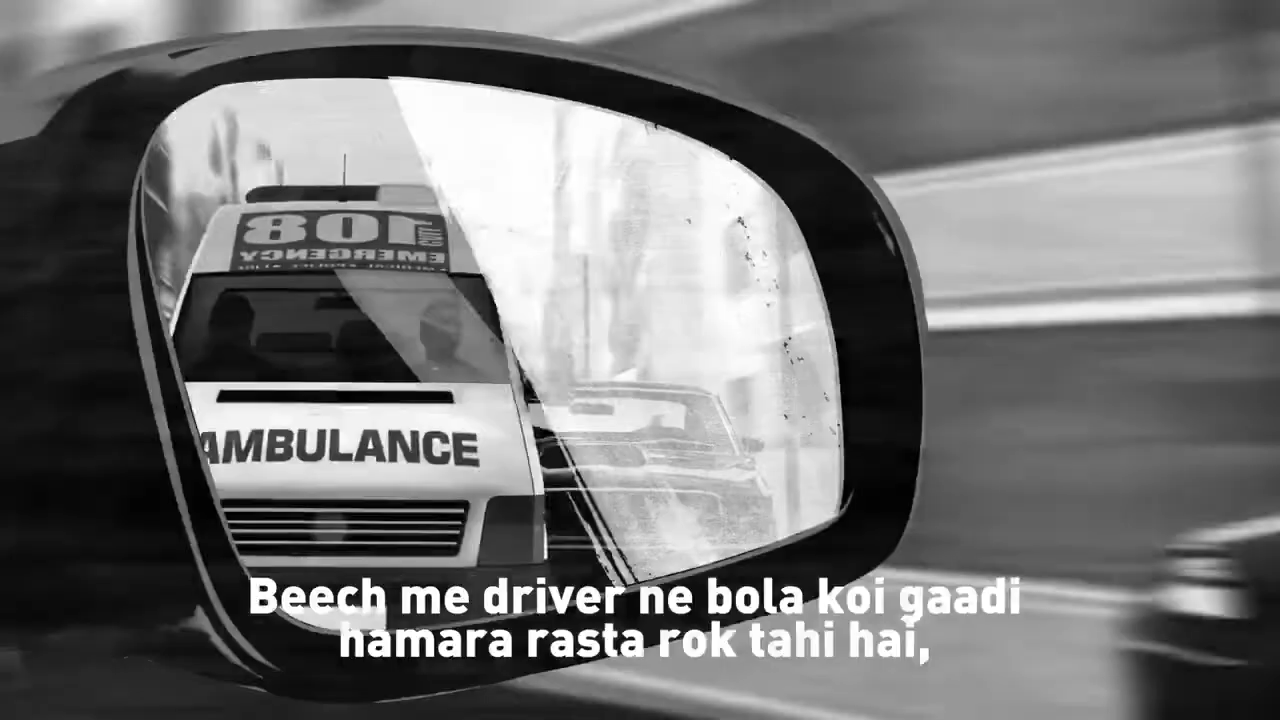 108
EMERGENCY
AMBULANCE
Beech me driver ne bola koi gaadi
hamara rasta rok tahi hai,